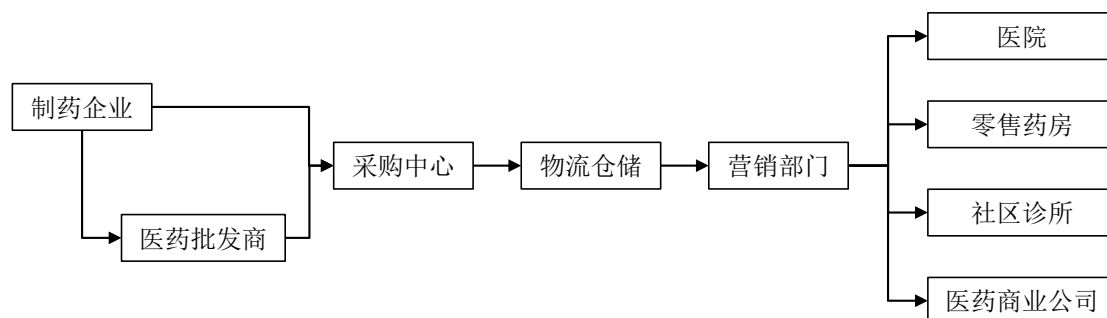 制药企业
医药批发商
采购中心
物流仓储
营销部门
医院
零售药房
社区诊所
医药商业公司